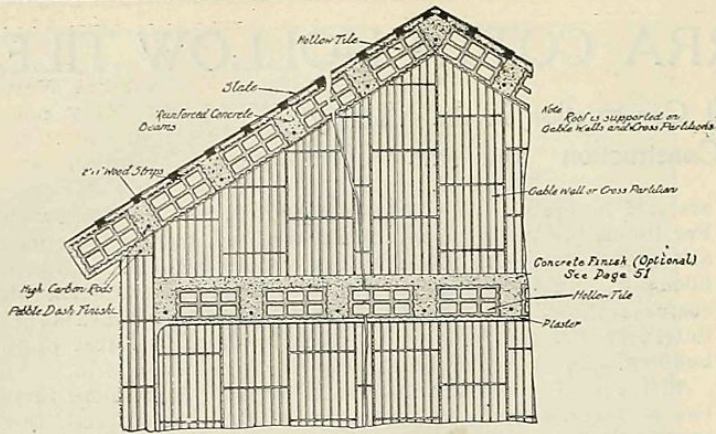 Hollow Tile
Slate
Reinforced Concrete
Beams
2"x1" Wood Strips
Note
Roof is supported on
Gable Walls and Cross Partitions
Gable Wall or Cross Partition
High Carbon Rods
Pebble Dash Finish
Concrete Finish (Optional)
See Page 51
Hollow Tile
Plaster